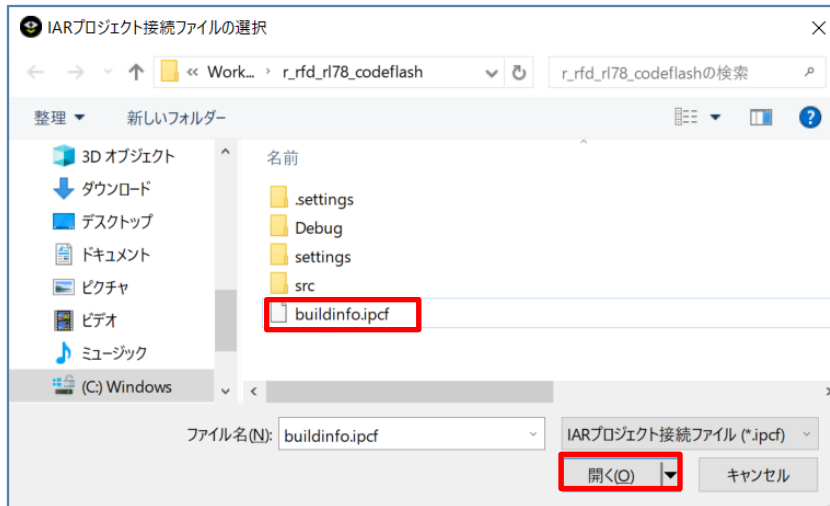 IARプロジェクト接続ファイルの選択
« Work... › r_rfd_rl78_codeflash
r_rfd_rl78_codeflashの検索
整理
新しいフォルダー
3D オブジェクト
ダウンロード
デスクトップ
ドキュメント
ピクチャ
ビデオ
ミュージック
(C:) Windows
名前
.settings
Debug
settings
src
buildinfo.ipcf
ファイル名(N): buildinfo.ipcf
IARプロジェクト接続ファイル (*.ipcf)
開く(O)
キャンセル